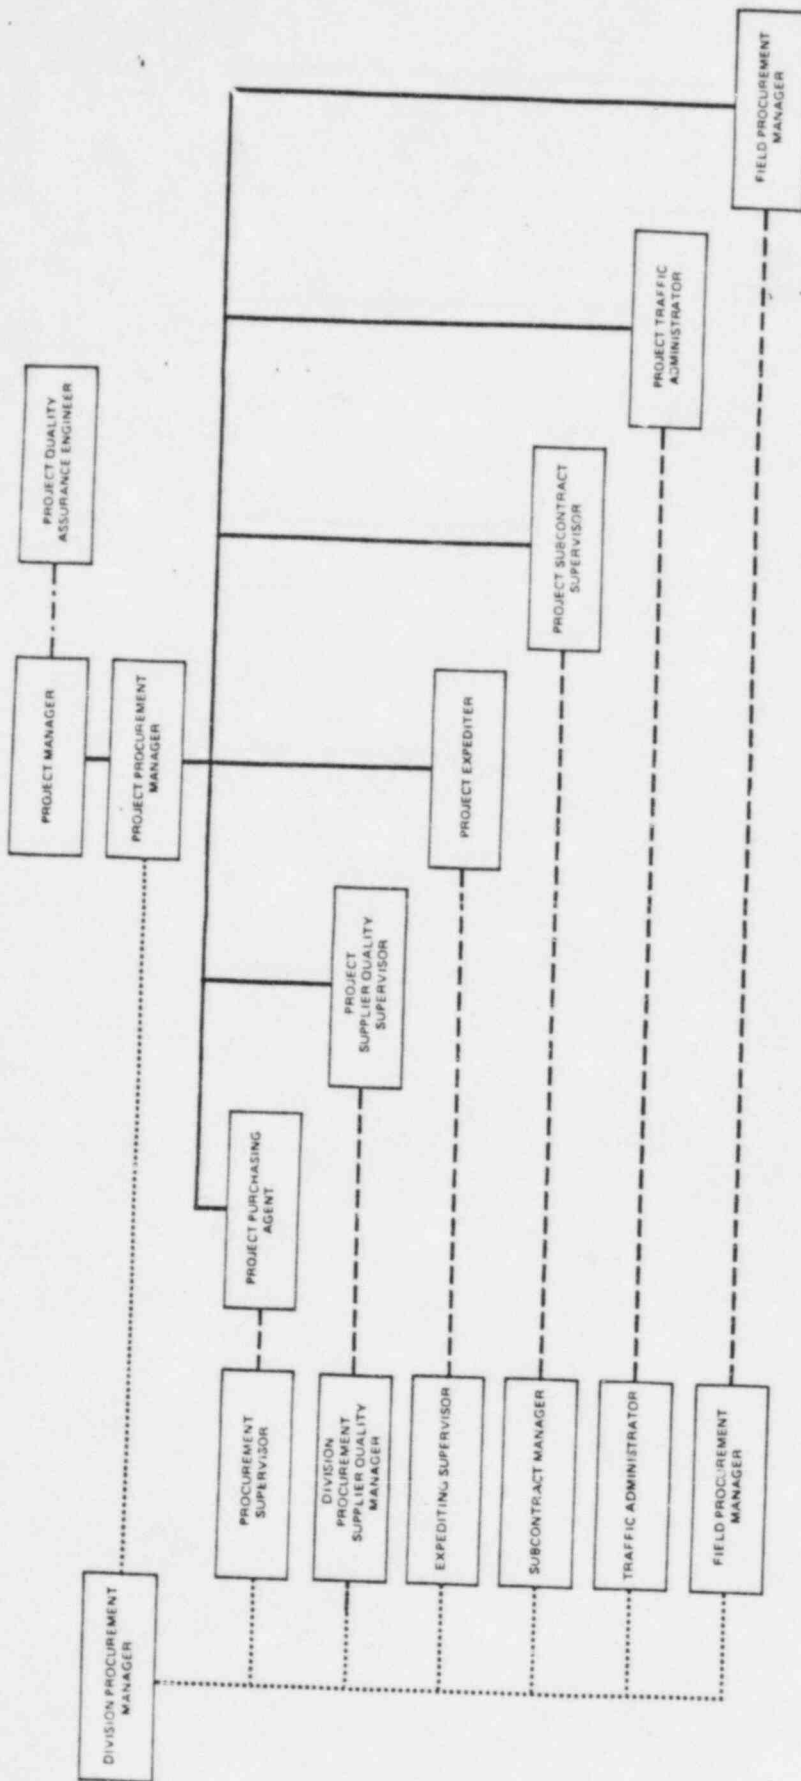 DIVISION PROCUREMENT
MANAGER
PROJECT MANAGER
PROJECT QUALITY
ASSURANCE ENGINEER
PROJECT PROCUREMENT
MANAGER
PROCUREMENT
SUPERVISOR
PROJECT PURCHASING
AGENT
DIVISION
PROCUREMENT
SUPPLIER QUALITY
MANAGER
PROJECT
SUPPLIER QUALITY
SUPERVISOR
EXPEDITING SUPERVISOR
PROJECT EXPEDITER
SUBCONTRACT MANAGER
PROJECT SUBCONTRACT
SUPERVISOR
TRAFFIC ADMINISTRATOR
PROJECT TRAFFIC
ADMINISTRATOR
FIELD PROCUREMENT
MANAGER
FIELD PROCUREMENT
MANAGER